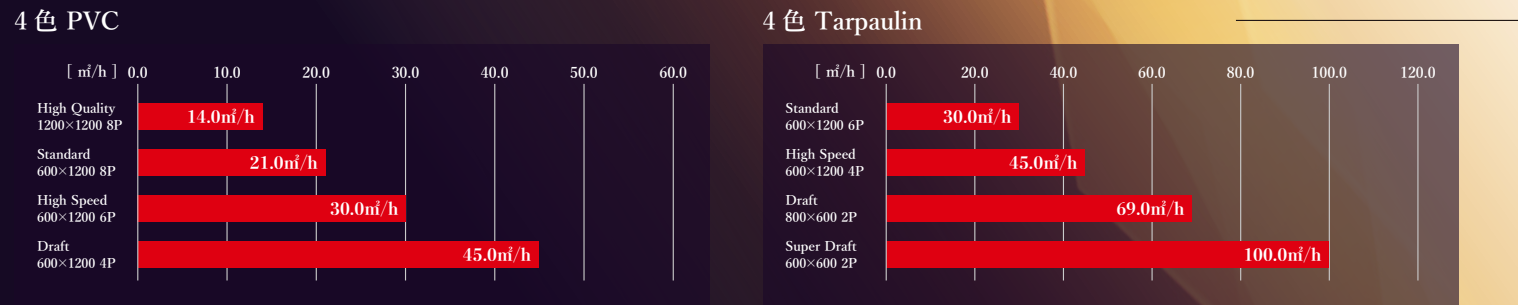 4 色 PVC
[ ㎡/h ] 0.0 10.0 20.0 30.0 40.0 50.0 60.0
High Quality
1200×1200 8P
14.0㎡/h
Standard
600×1200 8P
21.0㎡/h
High Speed
600×1200 6P
30.0㎡/h
Draft
600×1200 4P
45.0㎡/h
4 色 Tarpaulin
[ ㎡/h ] 0.0 20.0 40.0 60.0 80.0 100.0 120.0
Standard
600×1200 6P
30.0㎡/h
High Speed
600×1200 4P
45.0㎡/h
Draft
800×600 2P
69.0㎡/h
Super Draft
600×600 2P
100.0㎡/h